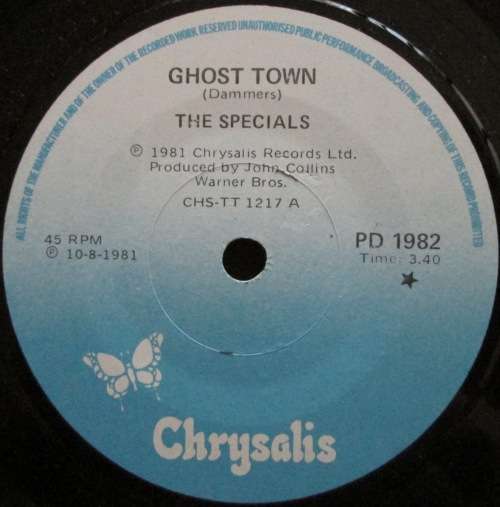 ALL RIGHTS OF THE MANUFACTURER AND OF THE OWNER OF THE RECORDED WORK RESERVED UNAUTHORISED PUBLIC PERFORMANCE BROADCASTING AND COPYING OF THIS RECORD PROHIBITED
GHOST TOWN
(Dammers)
THE SPECIALS
℗ 1981 Chrysalis Records Ltd.
Produced by John Collins
Warner Bros.
CHS-TT 1217 A
45 RPM
℗ 10-8-1981
PD 1982
Time: 3.40
Chrysalis